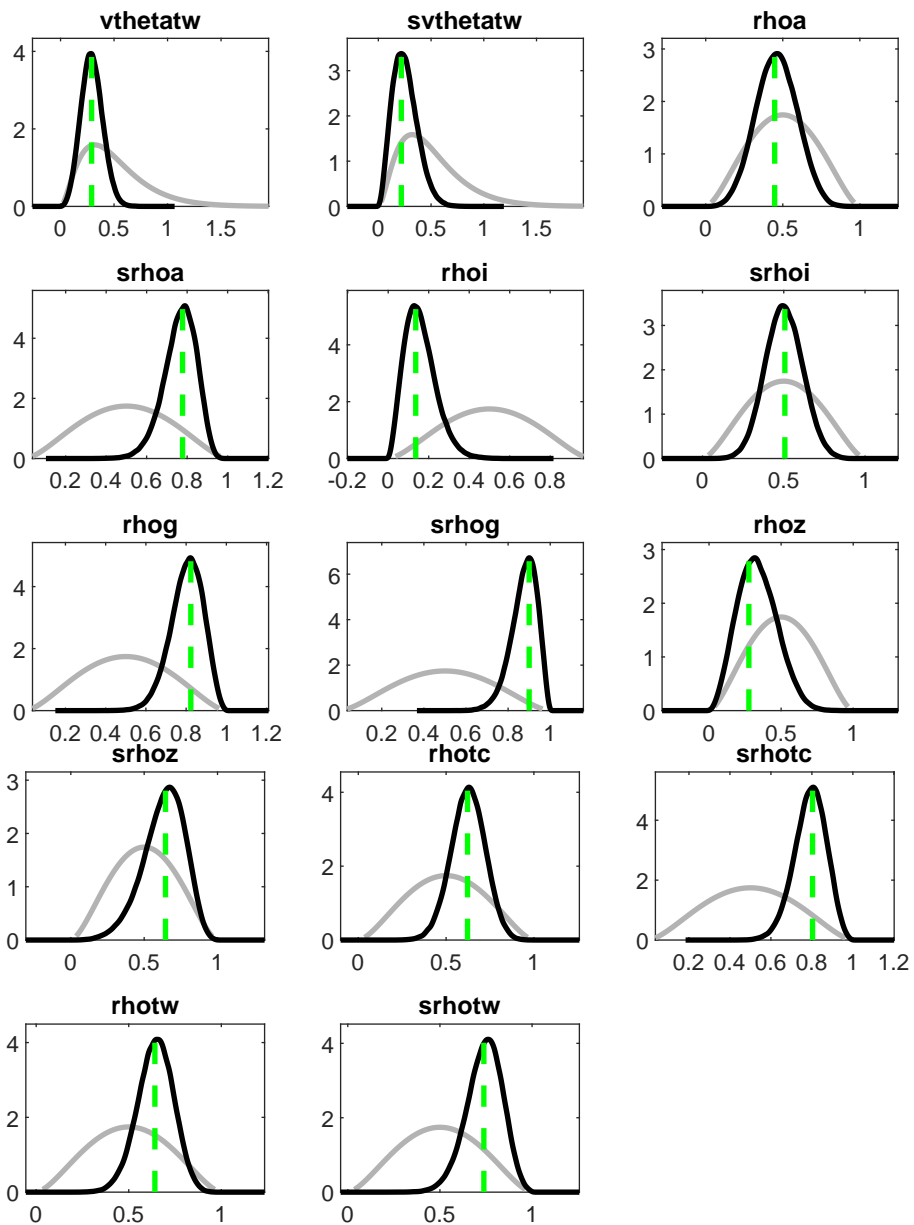 vthetatw svthetatw rhoa
4 3 3
2 2 2
0 1 1
0 0
0 0.5 1 1.5 0 0.5 1 1.5 0 0.5 1
srhoa rhoi srhoi
4 4 3
2 2 2
0 0 1
0
0.2 0.4 0.6 0.8 1 1.2 -0.2 0 0.2 0.4 0.6 0.8 0 0.5 1
rhog srhog rhoz
4 6 3
2 4 2
0 2 1
0 0
0.2 0.4 0.6 0.8 1 1.2 0.2 0.4 0.6 0.8 1 0 0.5 1
srhoz rhotc srhotc
3 4 4
2 2 2
1 0 0
0
0 0.5 1 0 0.5 1 0.2 0.4 0.6 0.8 1 1.2
rhotw srhotw
4 4
2 2
0 0
0 0.5 1 0 0.5 1